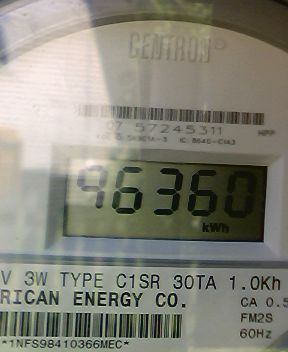 CENTRON®
07 57245311 HPP
96360
kWh
V 3W TYPE C1SR 30TA 1.0Kh
RICAN ENERGY CO.
CA 0.5
FM2S
60Hz
*1NFS98410366MEC*